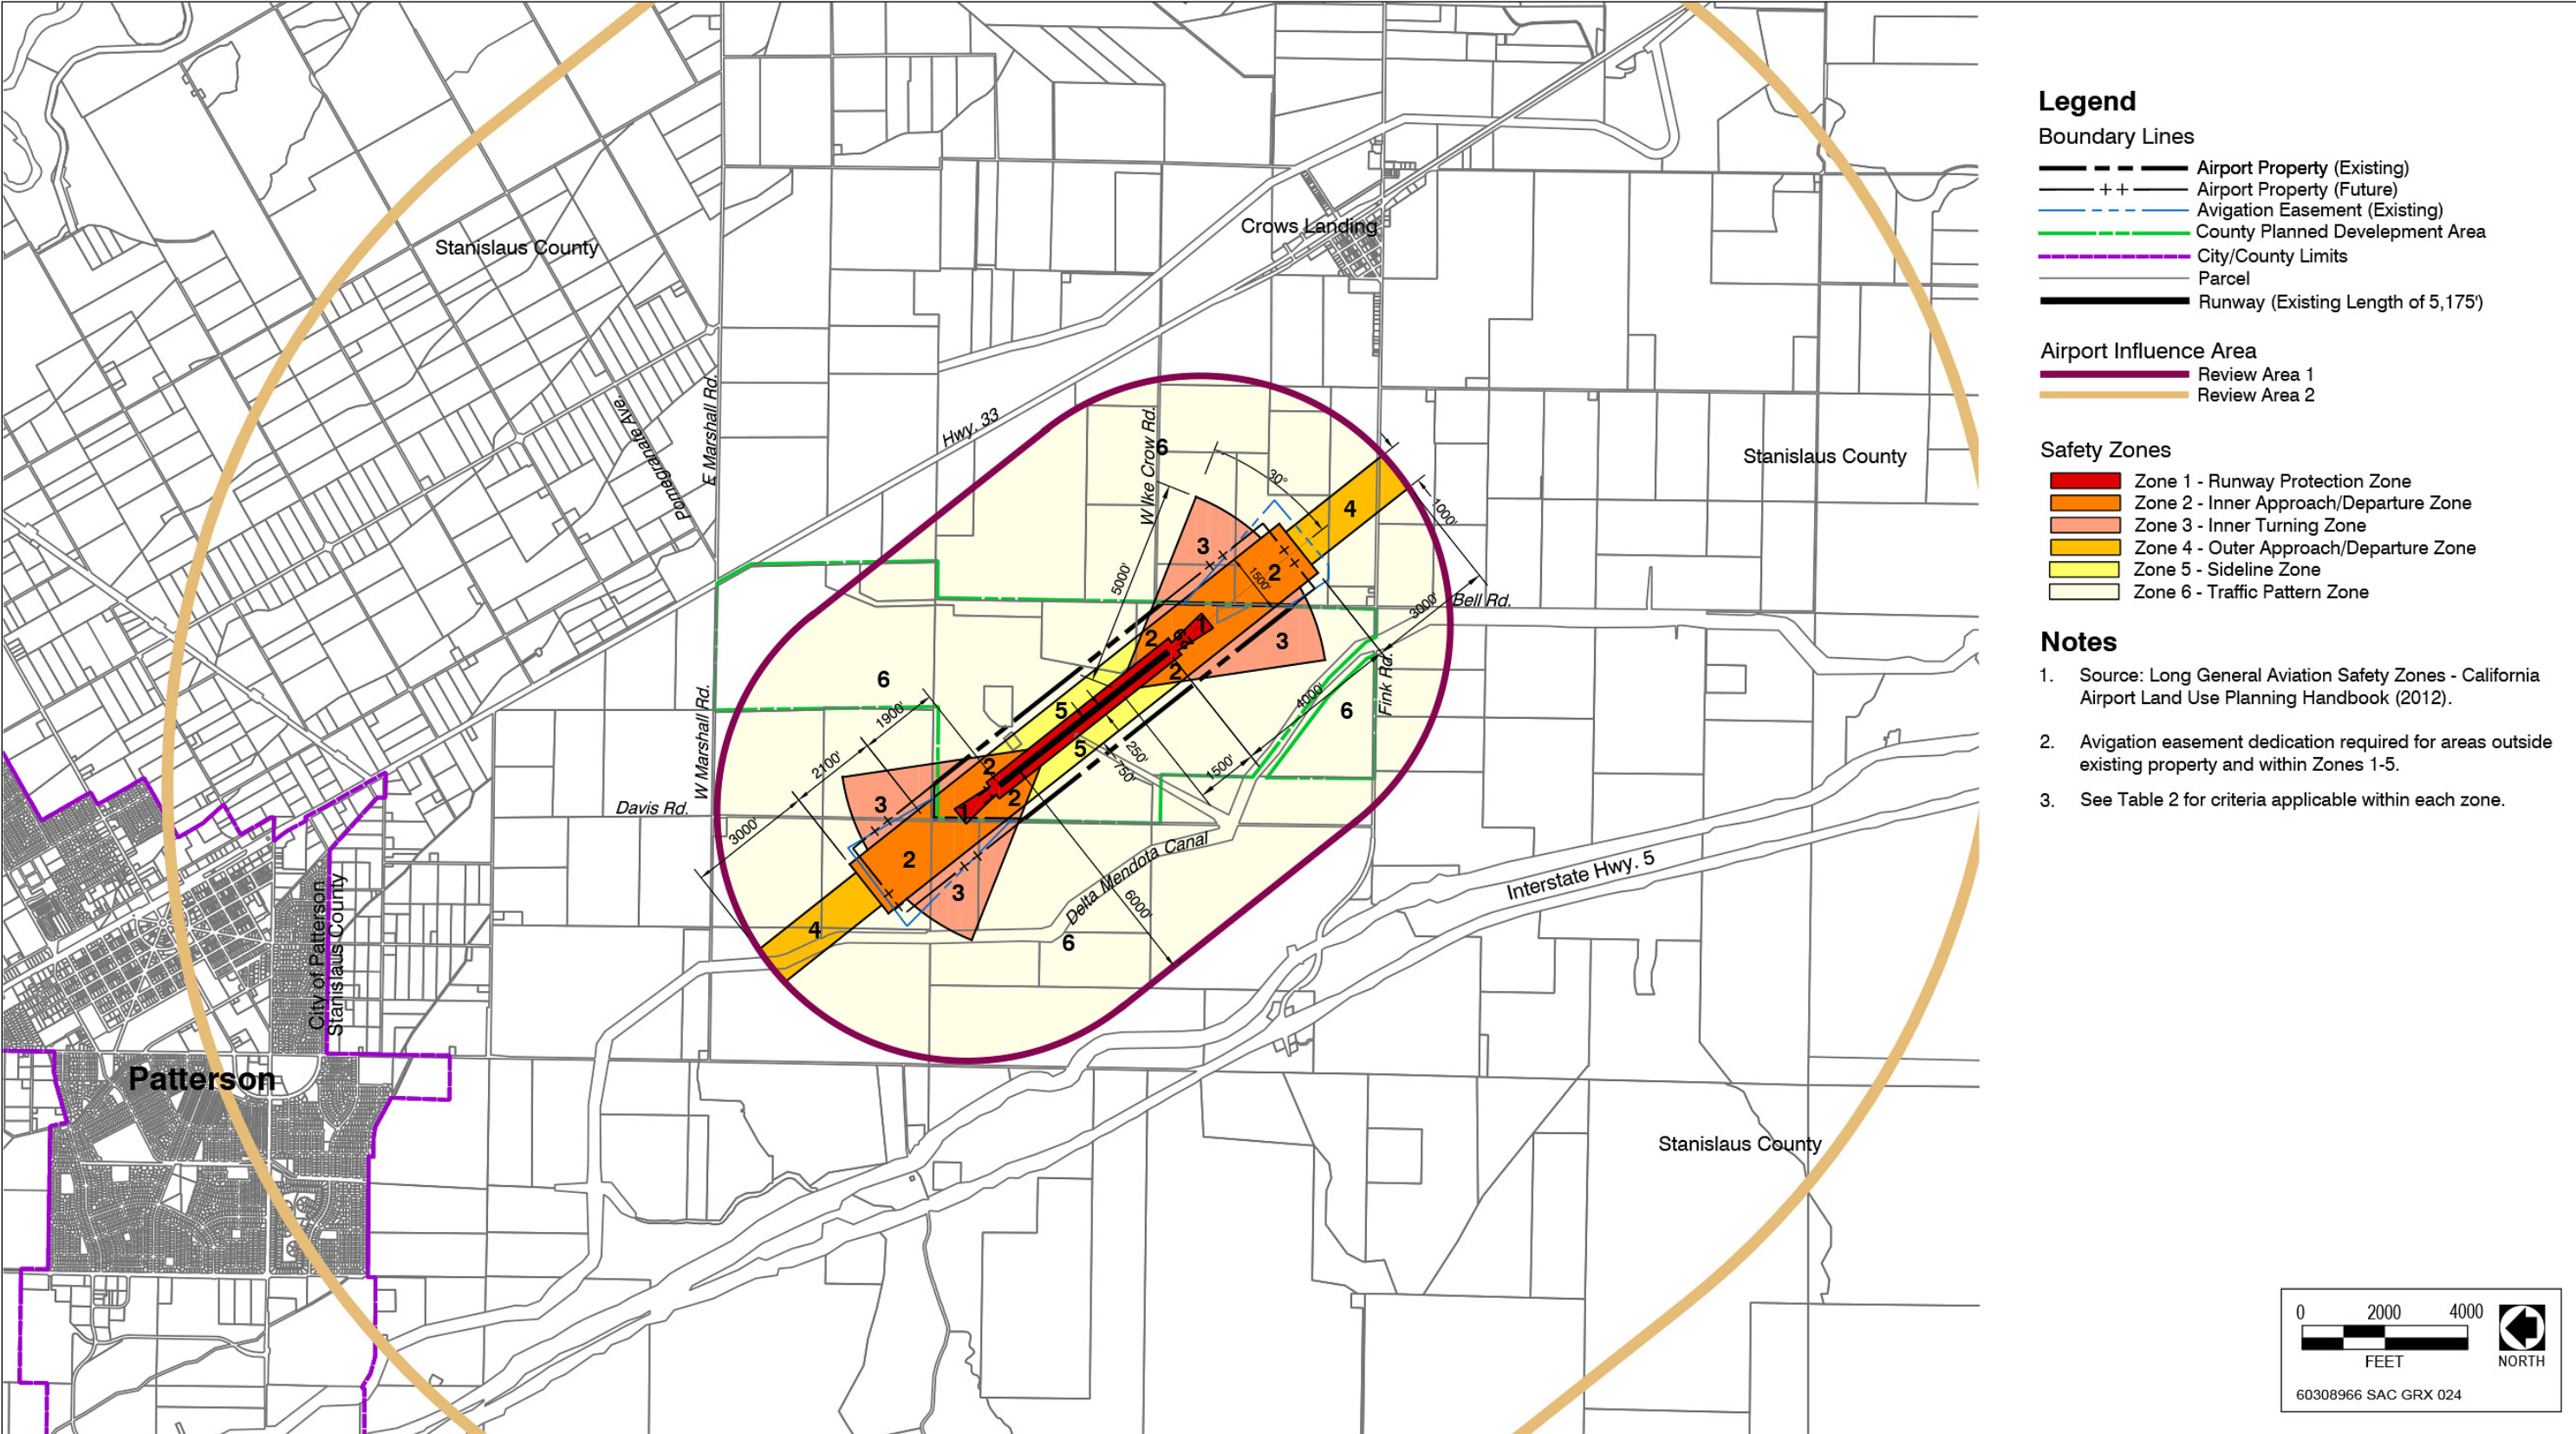 Stanislaus County
Crows Landing
Pomegranate Ave.
E Marshall Rd.
Hwy. 33
W Ike Crow Rd.
6
30°
4
1000'
Stanislaus County
5000'
3
2
1500'
Bell Rd.
3000'
2
1
3
2
6
W Marshall Rd.
1900'
5
4000'
6
Fink Rd.
5
250'
750'
1500'
2100'
2
2
1
3
Davis Rd.
3000'
2
3
Delta Mendota Canal
6000'
Interstate Hwy. 5
4
6
City of Patterson
Stanislaus County
Patterson
Stanislaus County
Legend
Boundary Lines
Airport Property (Existing)
Airport Property (Future)
Avigation Easement (Existing)
County Planned Develepment Area
City/County Limits
Parcel
Runway (Existing Length of 5,175')
Airport Influence Area
Review Area 1
Review Area 2
Safety Zones
Zone 1 - Runway Protection Zone
Zone 2 - Inner Approach/Departure Zone
Zone 3 - Inner Turning Zone
Zone 4 - Outer Approach/Departure Zone
Zone 5 - Sideline Zone
Zone 6 - Traffic Pattern Zone
Notes
1. Source: Long General Aviation Safety Zones - California
Airport Land Use Planning Handbook (2012).
2. Avigation easement dedication required for areas outside
existing property and within Zones 1-5.
3. See Table 2 for criteria applicable within each zone.
0 2000 4000
FEET
NORTH
60308966 SAC GRX 024